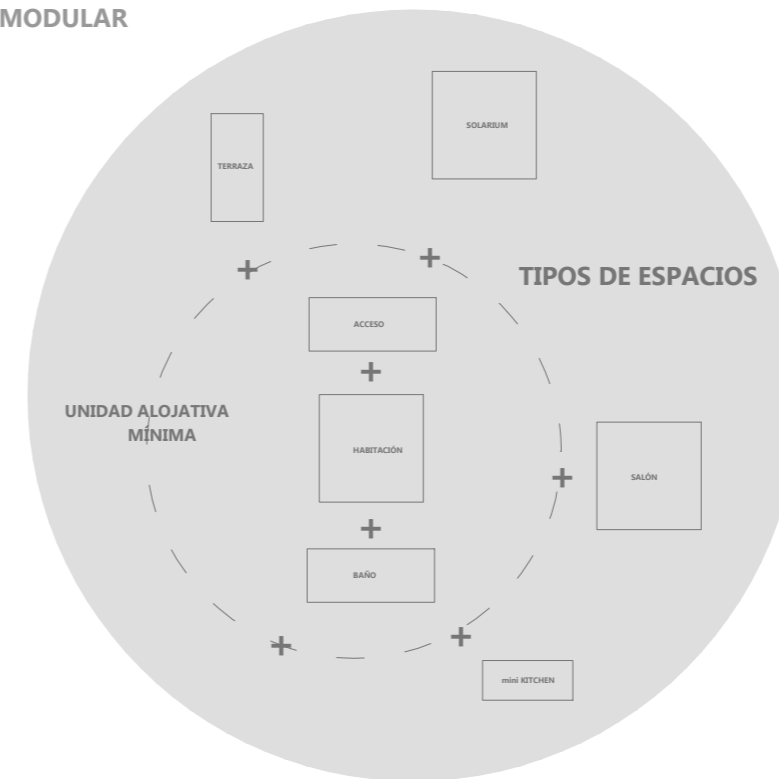 MODULAR
SOLARIUM
TERRAZA
TIPOS DE ESPACIOS
ACCESO
UNIDAD ALOJATIVA
MÍNIMA
HABITACIÓN
SALÓN
BAÑO
mini KITCHEN